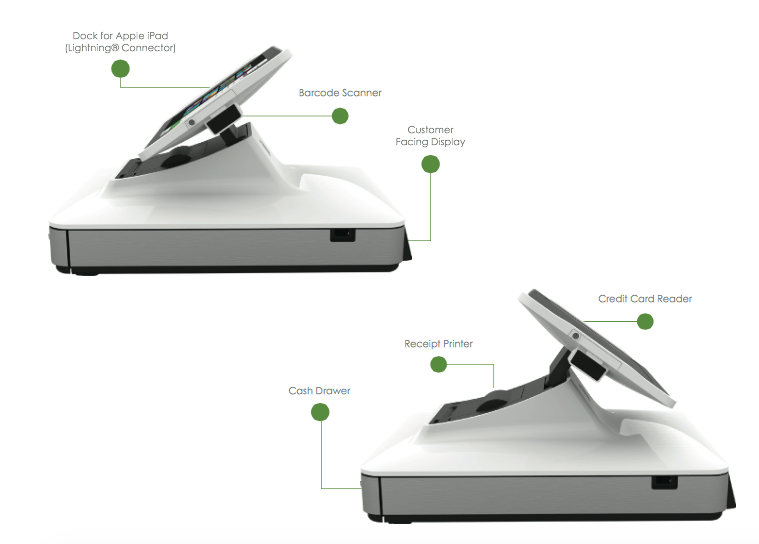 Dock for Apple iPad
(Lightning® Connector)
Barcode Scanner
Customer
Facing Display
Credit Card Reader
Receipt Printer
Cash Drawer